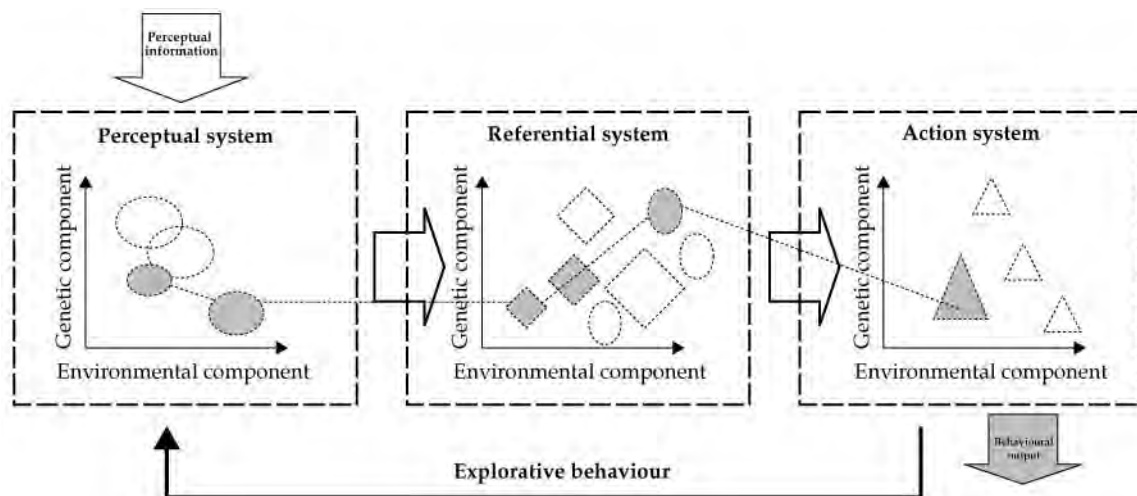 Perceptual
information
Perceptual system
Referential system
Action system
Genetic component
Environmental component
Genetic component
Environmental component
Genetic component
Environmental component
Behavioural
output
Explorative behaviour